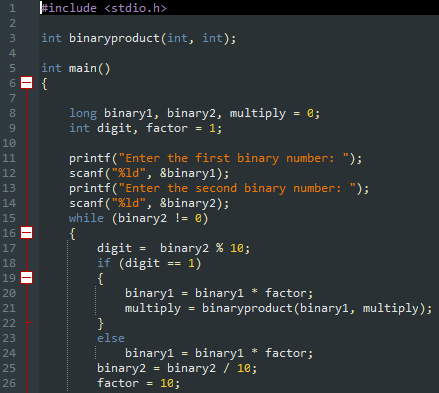 1 #include <stdio.h>
2
3 int binaryproduct(int, int);
4
5 int main()
6 {
7
8 long binary1, binary2, multiply = 0;
9 int digit, factor = 1;
10
11 printf("Enter the first binary number: ");
12 scanf("%ld", &binary1);
13 printf("Enter the second binary number: ");
14 scanf("%ld", &binary2);
15 while (binary2 != 0)
16 {
17 digit =  binary2 % 10;
18 if (digit == 1)
19 {
20 binary1 = binary1 * factor;
21 multiply = binaryproduct(binary1, multiply);
22 }
23 else
24 binary1 = binary1 * factor;
25 binary2 = binary2 / 10;
26 factor = 10;